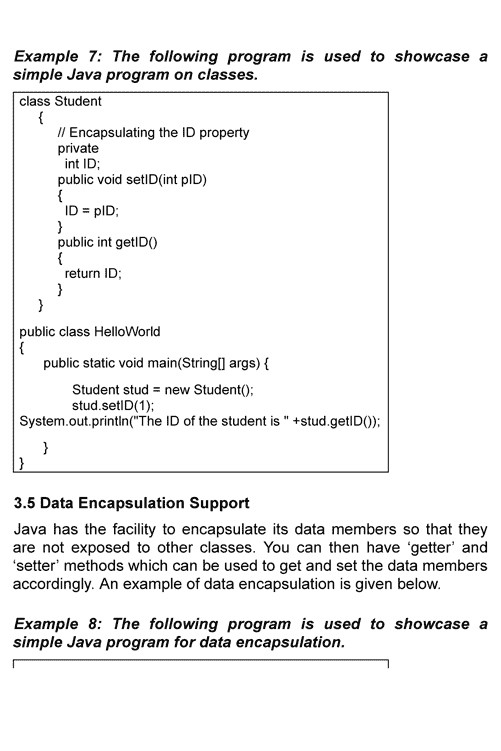 Example 7: The following program is used to showcase a
simple Java program on classes.
class Student
{
// Encapsulating the ID property
private
int ID;
public void setID(int pID)
{
ID = pID;
}
public int getID()
{
return ID;
}
}
public class HelloWorld
{
public static void main(String[] args) {
Student stud = new Student();
stud.setID(1);
System.out.println("The ID of the student is " +stud.getID());
}
}
3.5 Data Encapsulation Support
Java has the facility to encapsulate its data members so that they
are not exposed to other classes. You can then have ‘getter’ and
‘setter’ methods which can be used to get and set the data members
accordingly. An example of data encapsulation is given below.
Example 8: The following program is used to showcase a
simple Java program for data encapsulation.